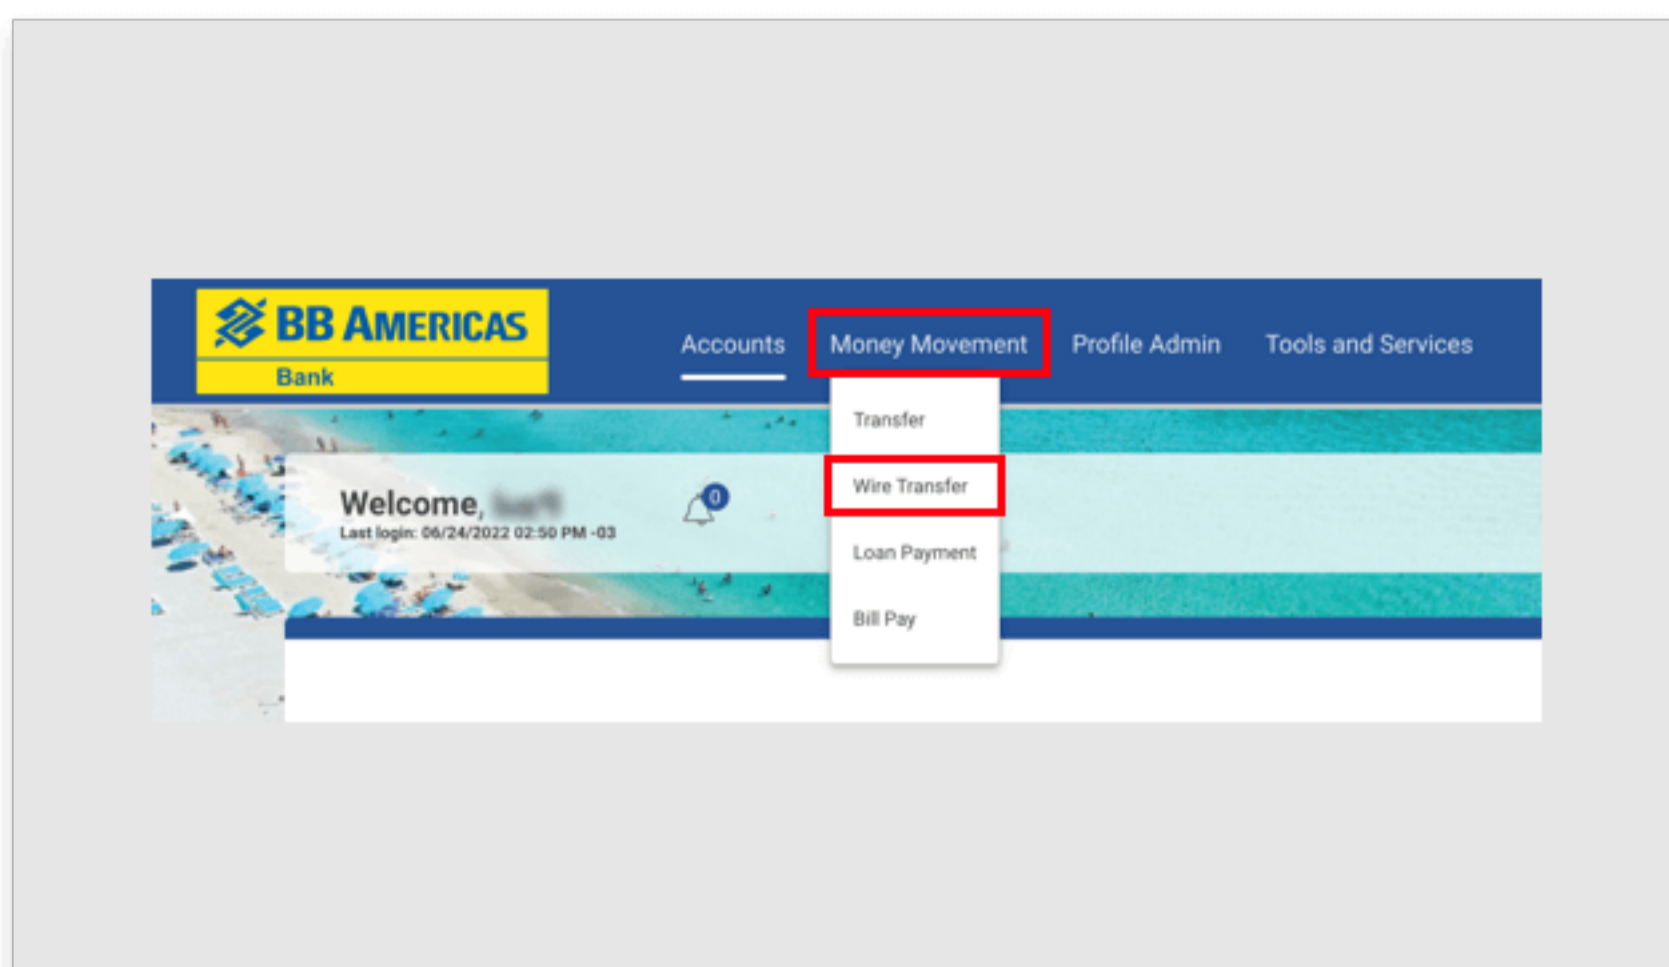 BB AMERICAS
Bank
Accounts Money Movement Profile Admin Tools and Services
Transfer
Wire Transfer
Loan Payment
Bill Pay
Welcome,
0
Last login: 06/24/2022 02:50 PM -03